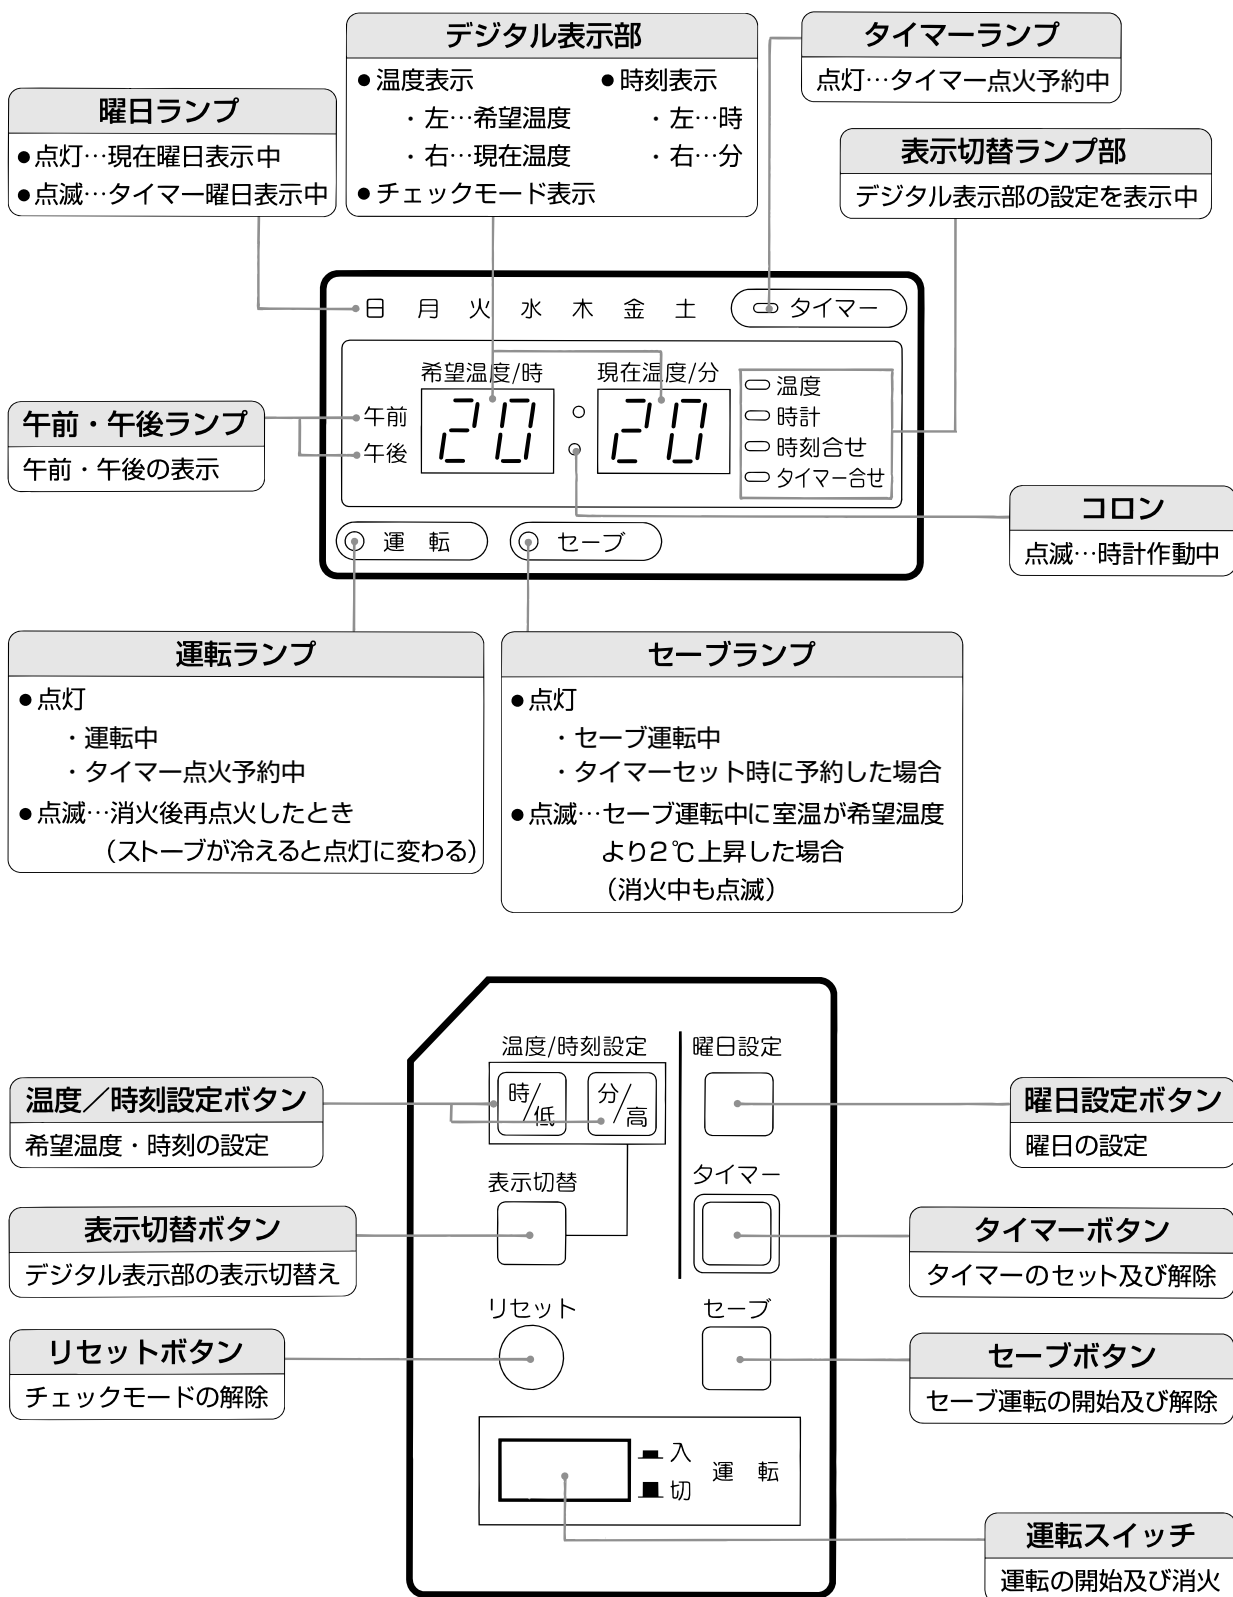 デジタル表示部
●温度表示
・左…希望温度
・右…現在温度
●チェックモード表示
●時刻表示
・左…時
・右…分
タイマーランプ
点灯…タイマー点火予約中
曜日ランプ
●点灯…現在曜日表示中
●点滅…タイマー曜日表示中
表示切替ランプ部
デジタル表示部の設定を表示中
日 月 火 水 木 金 土
タイマー
希望温度/時
現在温度/分
午前
午後
20
20
温度
時計
時刻合せ
タイマー合せ
午前・午後ランプ
午前・午後の表示
コロン
点滅…時計作動中
運 転
セーブ
運転ランプ
●点灯
・運転中
・タイマー点火予約中
●点滅…消火後再点火したとき
（ストーブが冷えると点灯に変わる）
セーブランプ
●点灯
・セーブ運転中
・タイマーセット時に予約した場合
●点滅…セーブ運転中に室温が希望温度
より2℃上昇した場合
（消火中も点滅）
温度/時刻設定
曜日設定
時/低
分/高
温度／時刻設定ボタン
希望温度・時刻の設定
曜日設定ボタン
曜日の設定
表示切替
タイマー
表示切替ボタン
デジタル表示部の表示切替え
タイマーボタン
タイマーのセット及び解除
リセット
セーブ
リセットボタン
チェックモードの解除
セーブボタン
セーブ運転の開始及び解除
入
切
運 転
運転スイッチ
運転の開始及び消火